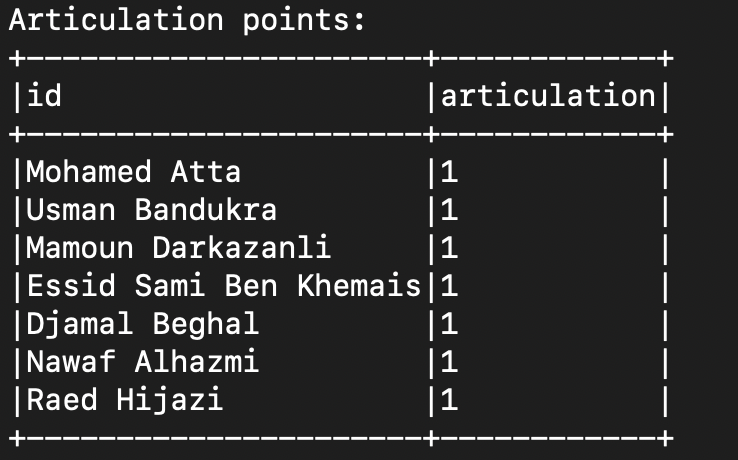 Articulation points:
+----------------------+------------+
|id                    |articulation|
+----------------------+------------+
|Mohamed Atta          |1           |
|Usman Bandukra        |1           |
|Mamoun Darkazanli     |1           |
|Essid Sami Ben Khemais|1           |
|Djamal Beghal         |1           |
|Nawaf Alhazmi         |1           |
|Raed Hijazi           |1           |
+----------------------+------------+